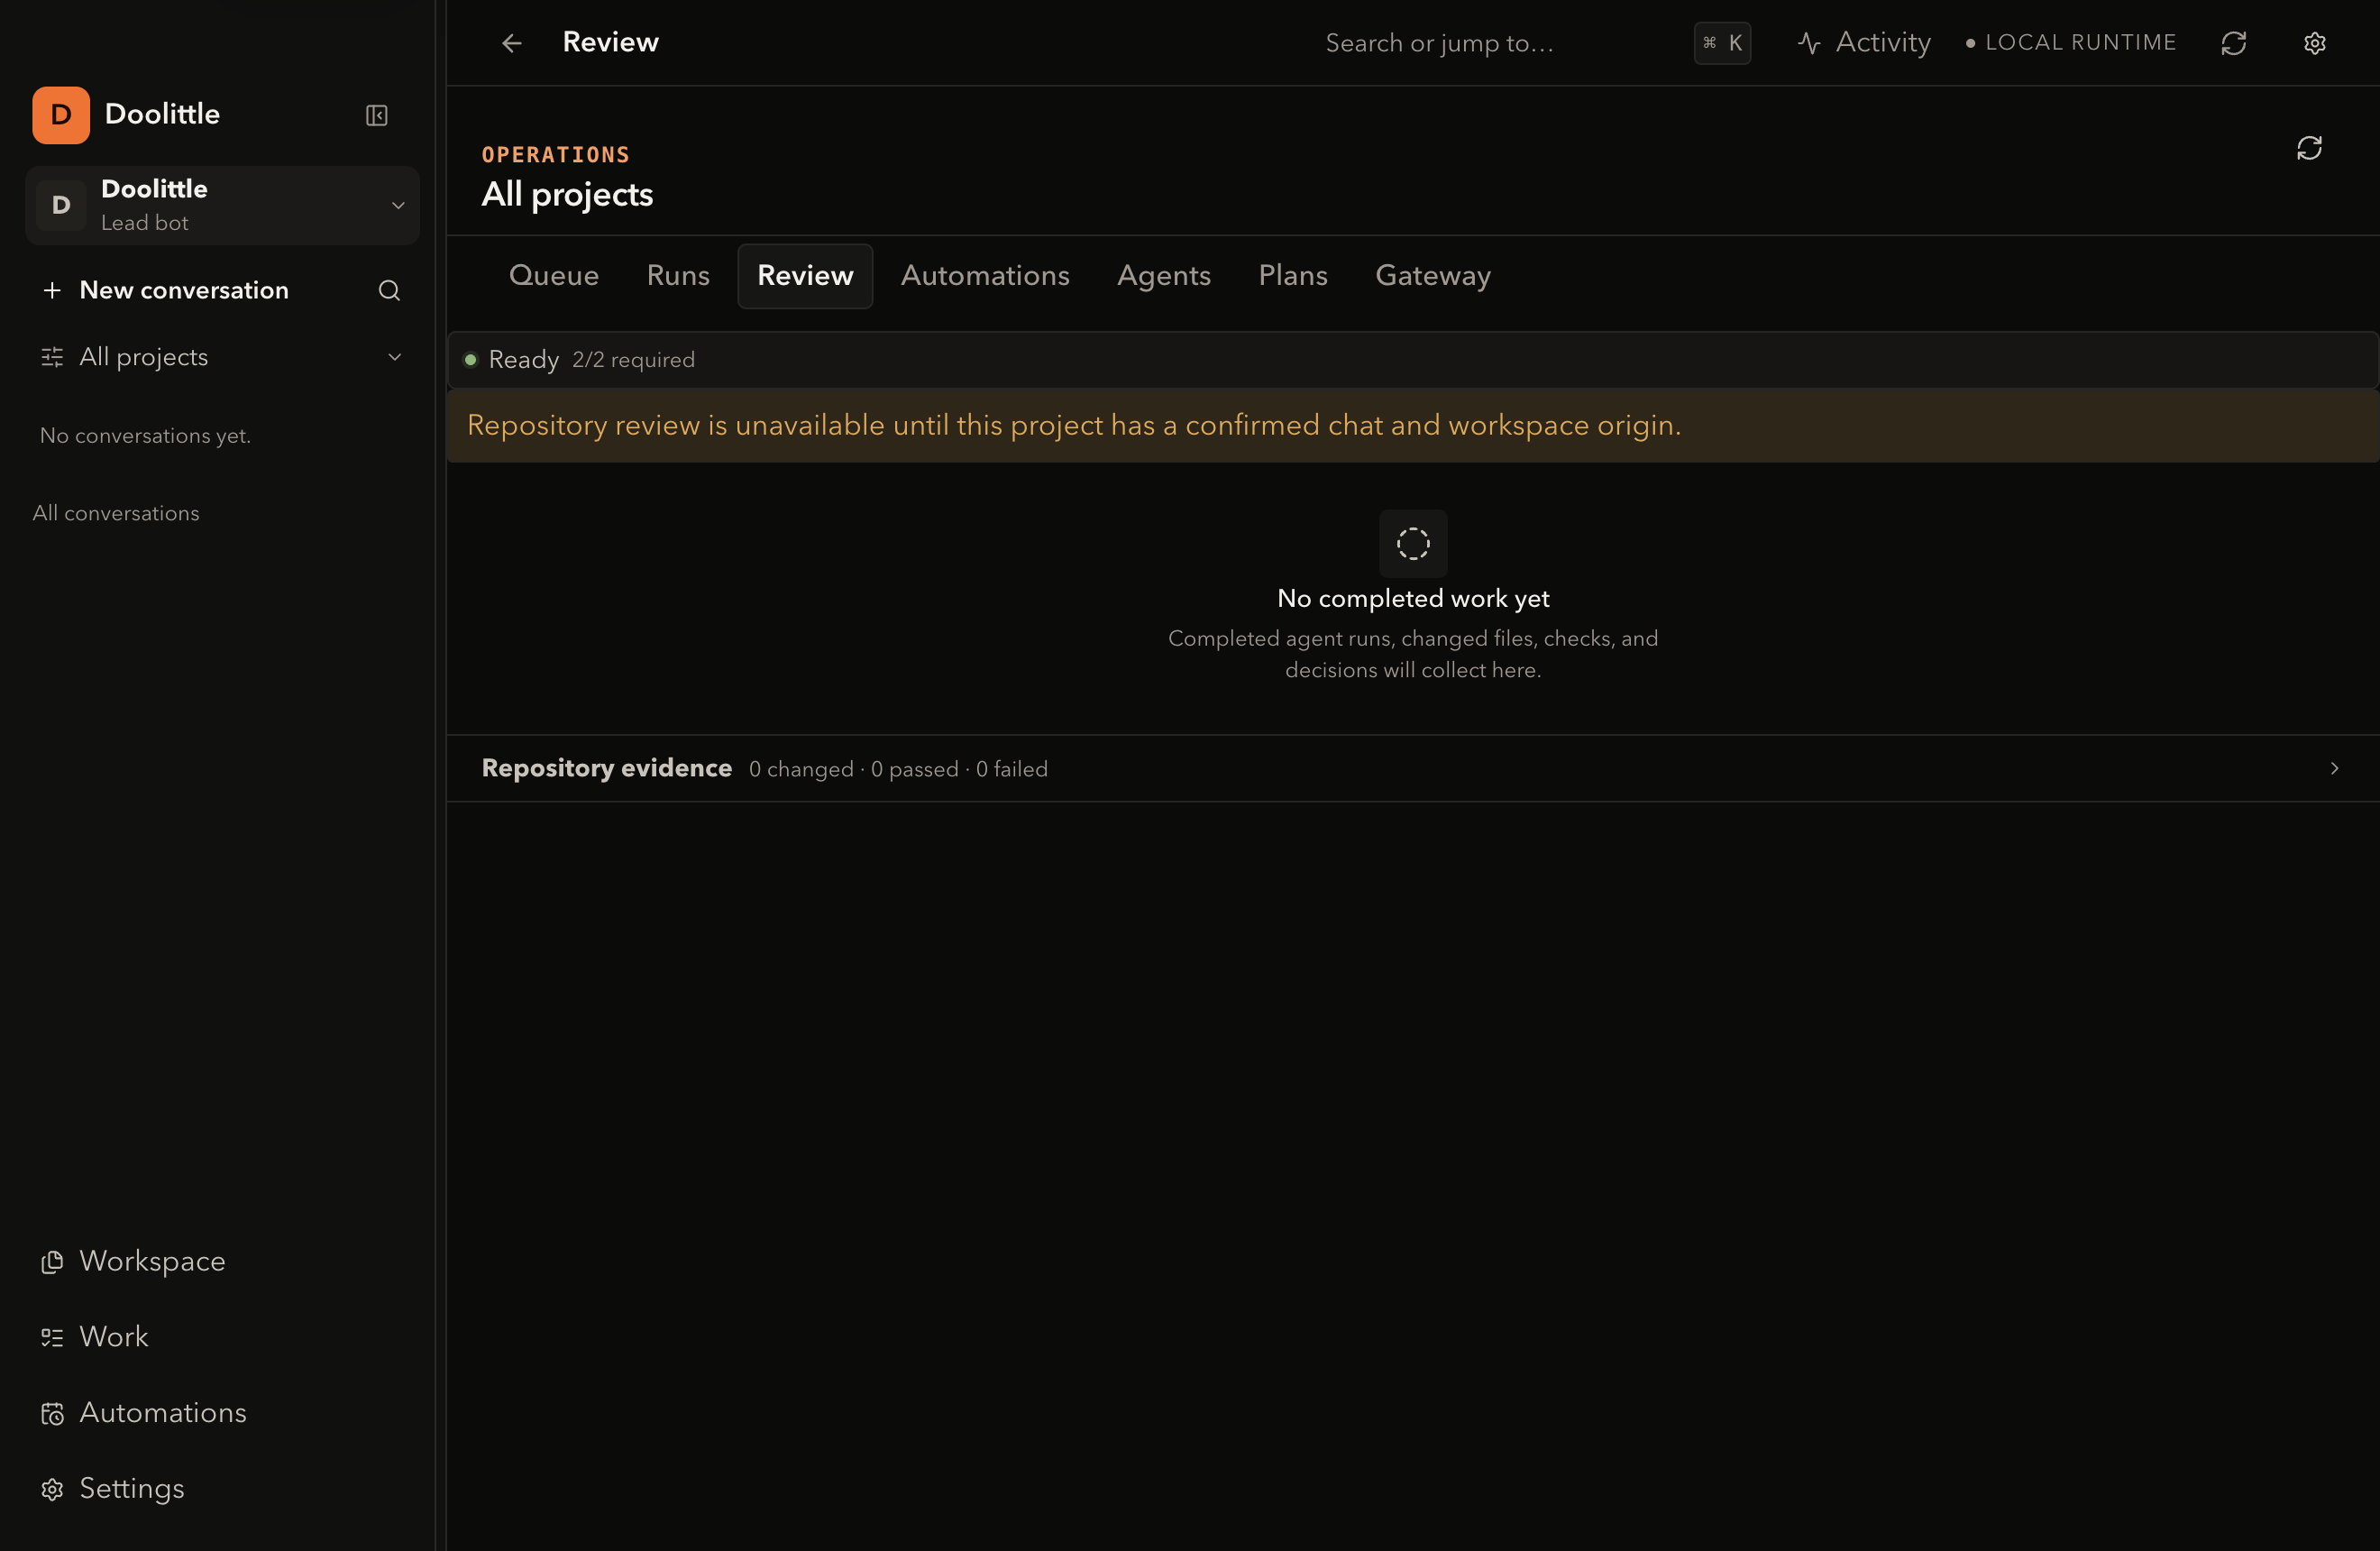 D Doolittle
D Doolittle
Lead bot
New conversation
All projects
No conversations yet.
All conversations
Workspace
Work
Automations
Settings
Review
Search or jump to…
⌘ K
Activity
LOCAL RUNTIME
OPERATIONS
All projects
Queue Runs Review Automations Agents Plans Gateway
Ready 2/2 required
Repository review is unavailable until this project has a confirmed chat and workspace origin.
No completed work yet
Completed agent runs, changed files, checks, and
decisions will collect here.
Repository evidence 0 changed · 0 passed · 0 failed